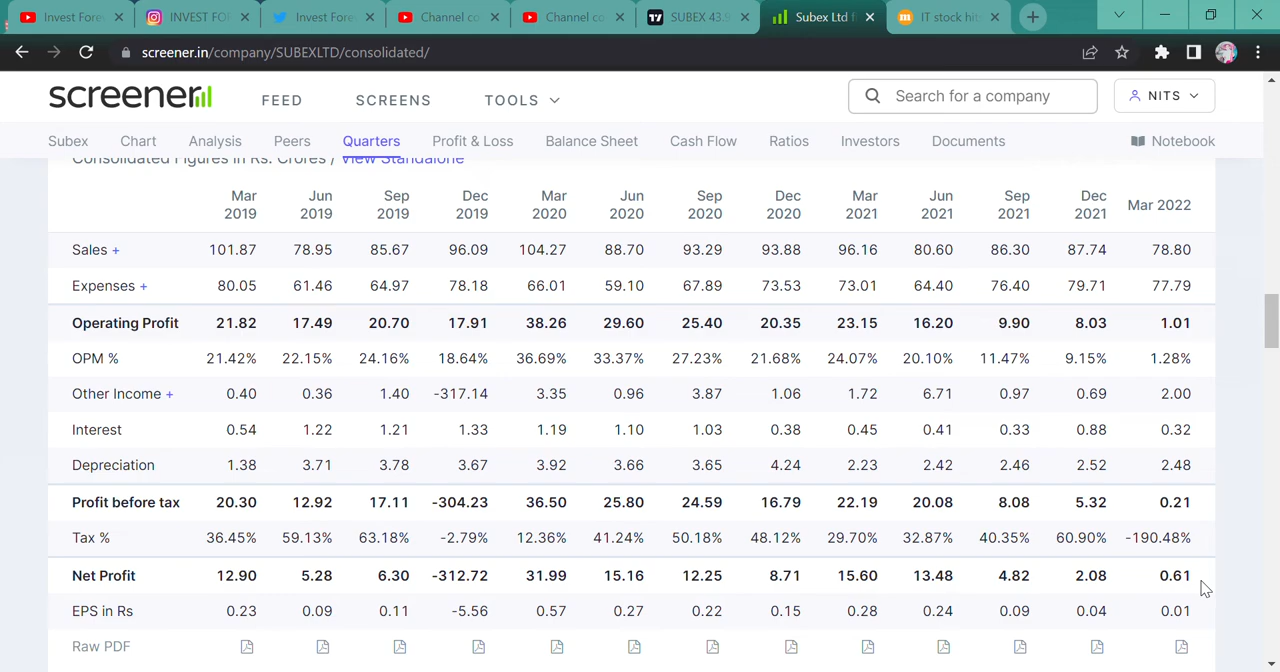 Invest Fore
INVEST FO
Invest Fore
Channel co
Channel co
SUBEX 43.9
Subex Ltd f
IT stock hit
screener.in/company/SUBEXLTD/consolidated/
screener
FEED
SCREENS
TOOLS
Search for a company
NITS
Subex Chart Analysis Peers Quarters Profit & Loss Balance Sheet Cash Flow Ratios Investors Documents Notebook
Consolidated Figures in Rs. Crores / View Standalone
Mar 2019 Jun 2019 Sep 2019 Dec 2019 Mar 2020 Jun 2020 Sep 2020 Dec 2020 Mar 2021 Jun 2021 Sep 2021 Dec 2021 Mar 2022
Sales + 101.87 78.95 85.67 96.09 104.27 88.70 93.29 93.88 96.16 80.60 86.30 87.74 78.80
Expenses + 80.05 61.46 64.97 78.18 66.01 59.10 67.89 73.53 73.01 64.40 76.40 79.71 77.79
Operating Profit 21.82 17.49 20.70 17.91 38.26 29.60 25.40 20.35 23.15 16.20 9.90 8.03 1.01
OPM % 21.42% 22.15% 24.16% 18.64% 36.69% 33.37% 27.23% 21.68% 24.07% 20.10% 11.47% 9.15% 1.28%
Other Income + 0.40 0.36 1.40 -317.14 3.35 0.96 3.87 1.06 1.72 6.71 0.97 0.69 2.00
Interest 0.54 1.22 1.21 1.33 1.19 1.10 1.03 0.38 0.45 0.41 0.33 0.88 0.32
Depreciation 1.38 3.71 3.78 3.67 3.92 3.66 3.65 4.24 2.23 2.42 2.46 2.52 2.48
Profit before tax 20.30 12.92 17.11 -304.23 36.50 25.80 24.59 16.79 22.19 20.08 8.08 5.32 0.21
Tax % 36.45% 59.13% 63.18% -2.79% 12.36% 41.24% 50.18% 48.12% 29.70% 32.87% 40.35% 60.90% -190.48%
Net Profit 12.90 5.28 6.30 -312.72 31.99 15.16 12.25 8.71 15.60 13.48 4.82 2.08 0.61
EPS in Rs 0.23 0.09 0.11 -5.56 0.57 0.27 0.22 0.15 0.28 0.24 0.09 0.04 0.01
Raw PDF